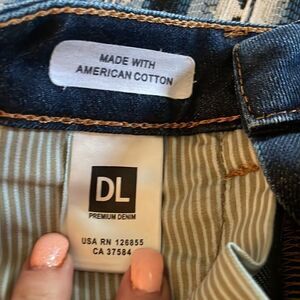 MADE WITH
AMERICAN COTTON
DL
PREMIUM DENIM
USA RN 126855
CA 37584